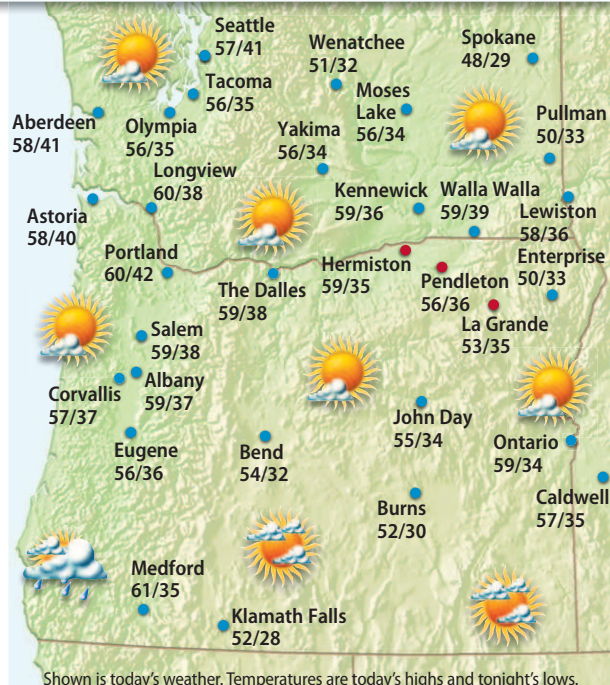 Seattle
57/41
Wenatchee
51/32
Spokane
48/29
Tacoma
56/35
Moses
Lake
56/34
Aberdeen
58/41
Olympia
56/35
Yakima
56/34
Pullman
50/33
Longview
60/38
Kennewick
59/36
Walla Walla
59/39
Lewiston
58/36
Astoria
58/40
Portland
60/42
The Dalles
59/38
Hermiston
59/35
Pendleton
56/36
Enterprise
50/33
La Grande
53/35
Salem
59/38
Corvallis
57/37
Albany
59/37
John Day
55/34
Eugene
56/36
Bend
54/32
Ontario
59/34
Burns
52/30
Caldwell
57/35
Medford
61/35
Klamath Falls
52/28
Shown is today's weather. Temperatures are today's highs and tonight's lows.